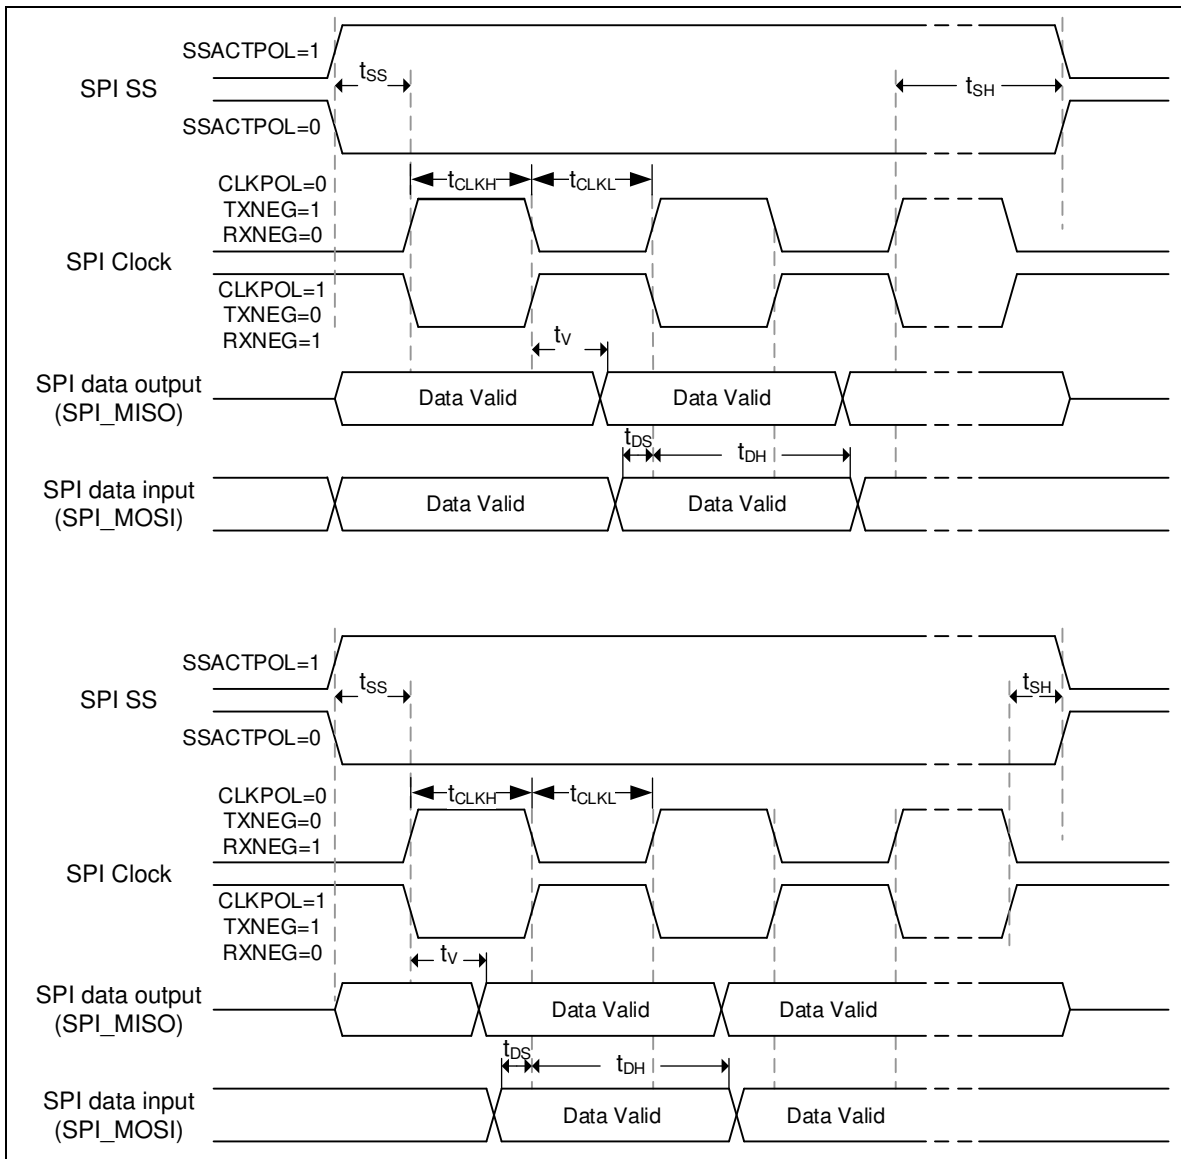 SSACTPOL=1
SPI SS
tSS
tSH
SSACTPOL=0
CLKPOL=0
TXNEG=1
RXNEG=0
tCLKH
tCLKL
SPI Clock
CLKPOL=1
TXNEG=0
RXNEG=1
tV
SPI data output
(SPI_MISO)
Data Valid
Data Valid
tDS
tDH
SPI data input
(SPI_MOSI)
Data Valid
Data Valid
SSACTPOL=1
SPI SS
tSS
tSH
SSACTPOL=0
CLKPOL=0
TXNEG=0
RXNEG=1
tCLKH
tCLKL
SPI Clock
CLKPOL=1
TXNEG=1
RXNEG=0
tV
SPI data output
(SPI_MISO)
Data Valid
Data Valid
tDS
tDH
SPI data input
(SPI_MOSI)
Data Valid
Data Valid